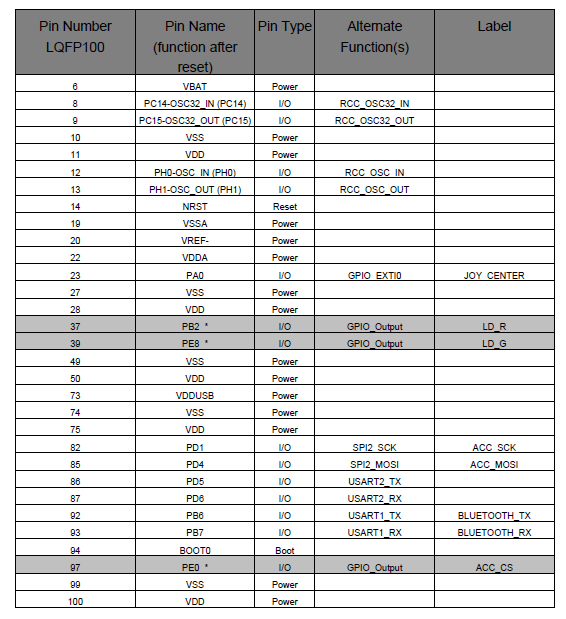 Pin Number Pin Name Pin Type Alternate Label
LQFP100 (function after Function(s)
reset)
6 VBAT Power
8 PC14-OSC32_IN (PC14) I/O RCC_OSC32_IN
9 PC15-OSC32_OUT (PC15) I/O RCC_OSC32_OUT
10 VSS Power
11 VDD Power
12 PH0-OSC_IN (PH0) I/O RCC_OSC_IN
13 PH1-OSC_OUT (PH1) I/O RCC_OSC_OUT
14 NRST Reset
19 VSSA Power
20 VREF- Power
22 VDDA Power
23 PA0 I/O GPIO_EXTI0 JOY_CENTER
27 VSS Power
28 VDD Power
37 PB2 * I/O GPIO_Output LD_R
39 PE8 * I/O GPIO_Output LD_G
49 VSS Power
50 VDD Power
73 VDDUSB Power
74 VSS Power
75 VDD Power
82 PD1 I/O SPI2_SCK ACC_SCK
85 PD4 I/O SPI2_MOSI ACC_MOSI
86 PD5 I/O USART2_TX
87 PD6 I/O USART2_RX
92 PB6 I/O USART1_TX BLUETOOTH_TX
93 PB7 I/O USART1_RX BLUETOOTH_RX
94 BOOT0 Boot
97 PE0 * I/O GPIO_Output ACC_CS
99 VSS Power
100 VDD Power